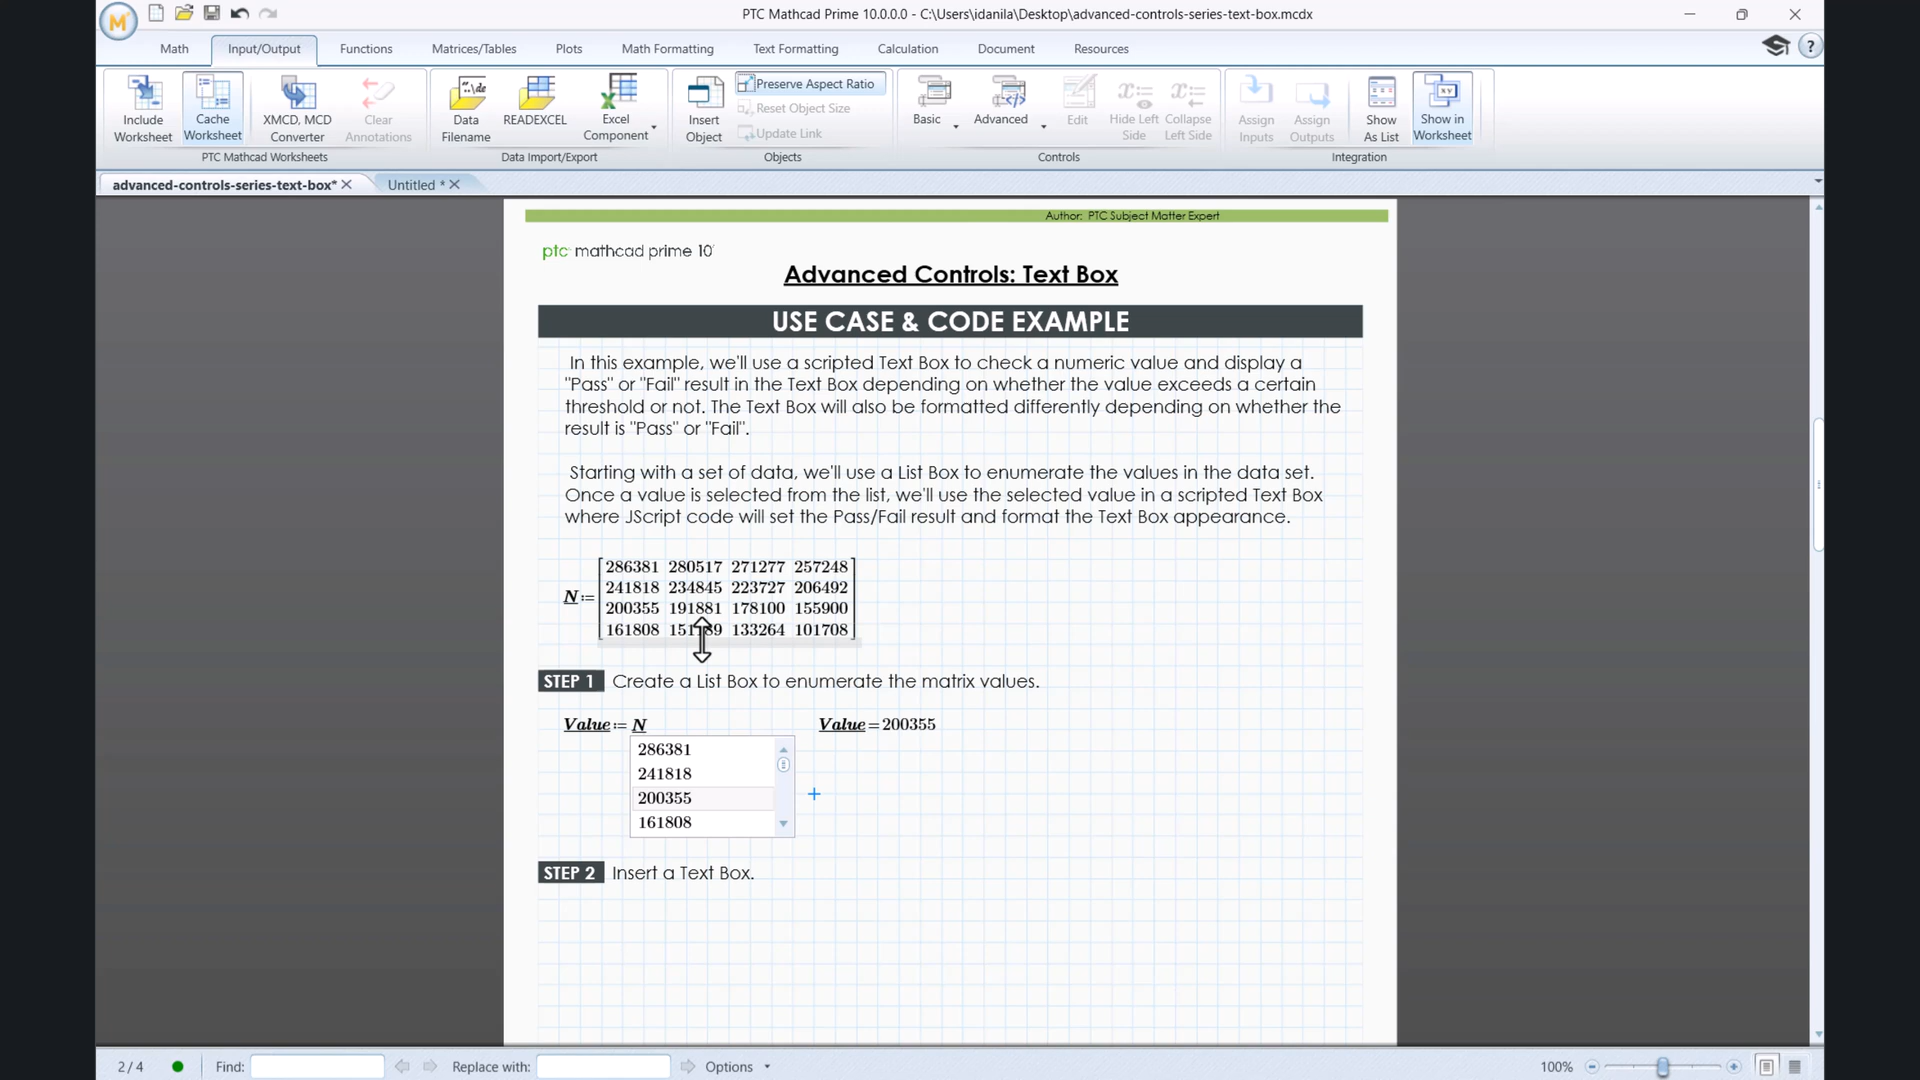 PTC Mathcad Prime 10.0.0.0 - C:\Users\idanila\Desktop\advanced-controls-series-text-box.mcdx
Math Input/Output Functions Matrices/Tables Plots Math Formatting Text Formatting Calculation Document Resources
Include Worksheet
Cache Worksheet
XMCD, MCD Converter
Clear Annotations
PTC Mathcad Worksheets
Data Filename
READEXCEL
Excel Component
Data Import/Export
Insert Object
Preserve Aspect Ratio
Reset Object Size
Update Link
Objects
Basic
Advanced
Edit
Hide Left Side
Collapse Left Side
Controls
Assign Inputs
Assign Outputs
Show As List
Show in Worksheet
Integration
advanced-controls-series-text-box*
Untitled *
Author: PTC Subject Matter Expert
ptc mathcad prime 10
Advanced Controls: Text Box
USE CASE & CODE EXAMPLE
In this example, we'll use a scripted Text Box to check a numeric value and display a
"Pass" or "Fail" result in the Text Box depending on whether the value exceeds a certain
threshold or not. The Text Box will also be formatted differently depending on whether the
result is "Pass" or "Fail".
Starting with a set of data, we'll use a List Box to enumerate the values in the data set.
Once a value is selected from the list, we'll use the selected value in a scripted Text Box
where JScript code will set the Pass/Fail result and format the Text Box appearance.
N:=
286381 280517 271277 257248
241818 234845 223727 206492
200355 191881 178100 155900
161808 133264 101708
STEP 1 Create a List Box to enumerate the matrix values.
Value:= N
Value=200355
286381
241818
200355
161808
STEP 2 Insert a Text Box.
2 / 4 Find: Replace with: Options 100%